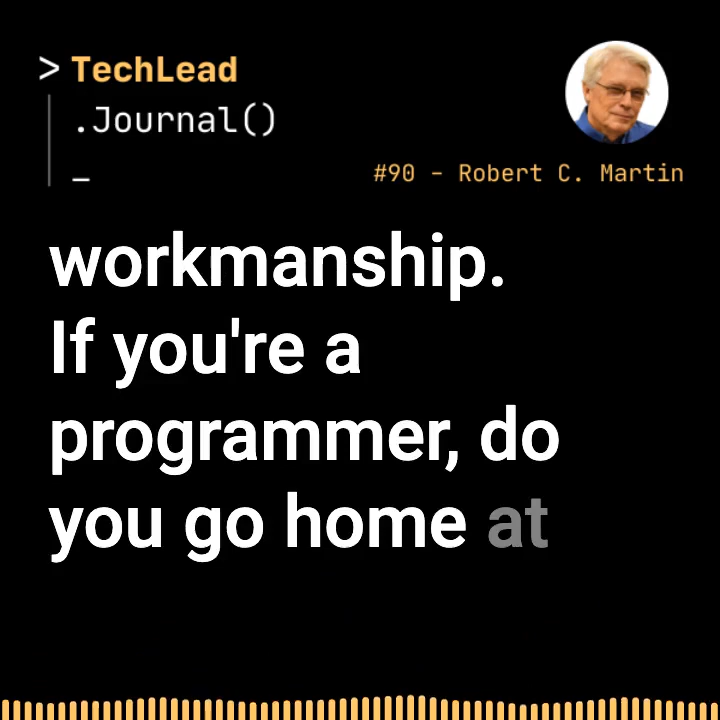 > TechLead
.Journal()
_
#90 - Robert C. Martin
workmanship.
If you're a
programmer, do
you go home at